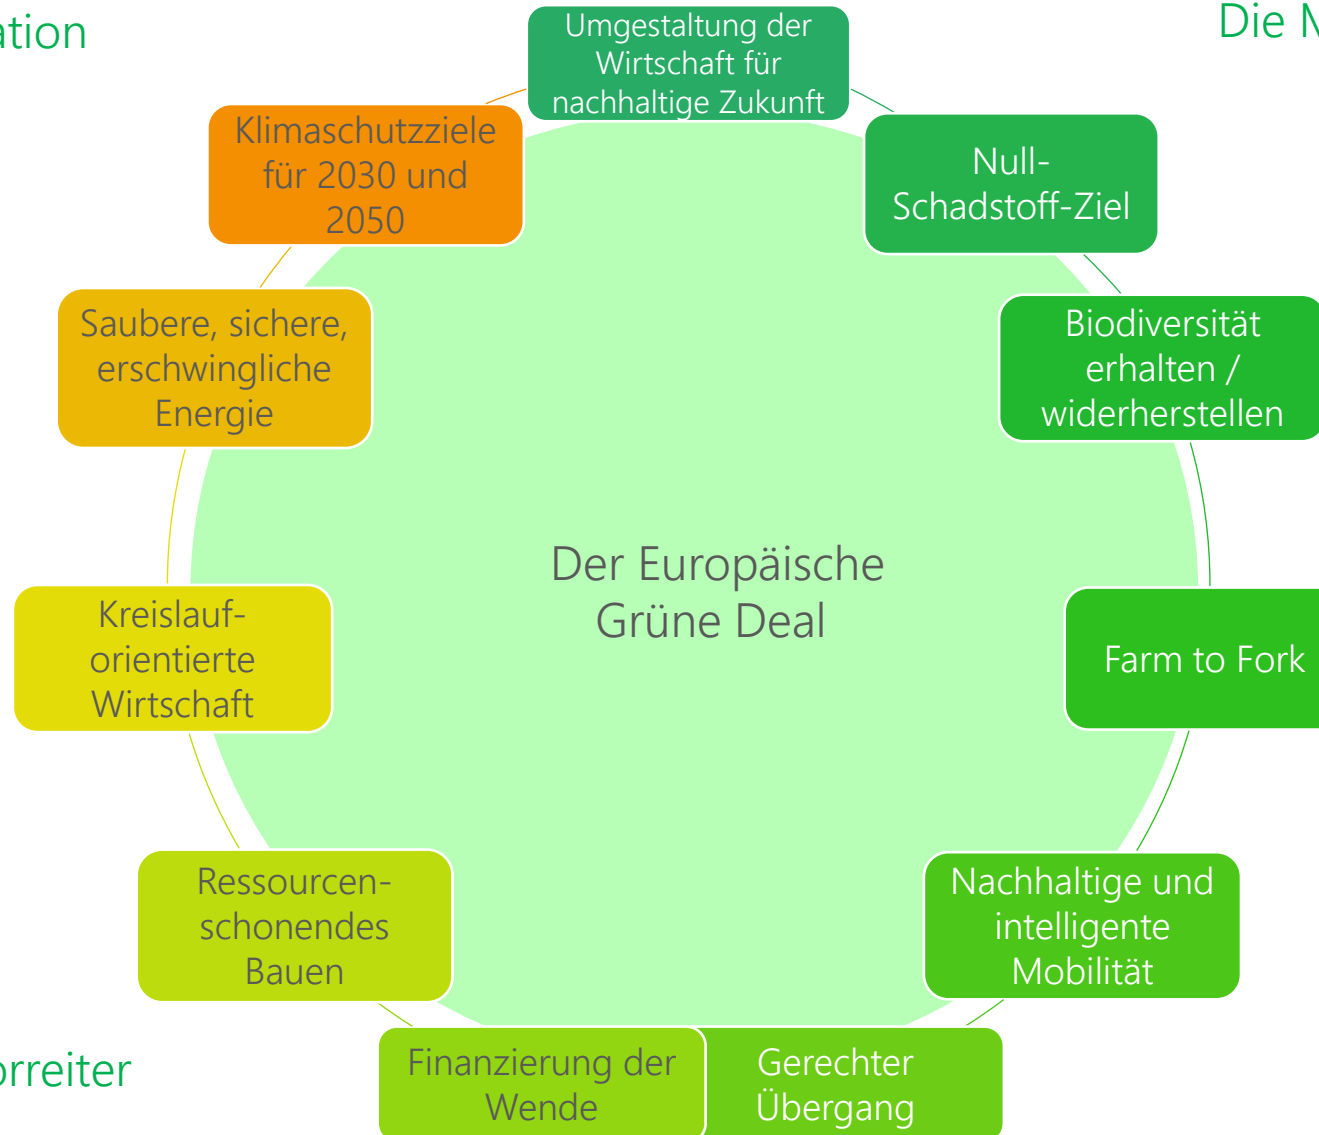 Umgestaltung der
Wirtschaft für
nachhaltige Zukunft
Null-
Schadstoff-Ziel
Biodiversität
erhalten /
widerherstellen
Farm to Fork
Nachhaltige und
intelligente
Mobilität
Gerechter
Übergang
Finanzierung der
Wende
Ressourcen-
schonendes
Bauen
Kreislauf-
orientierte
Wirtschaft
Saubere, sichere,
erschwingliche
Energie
Klimaschutzziele
für 2030 und
2050
Der Europäische
Grüne Deal
Die